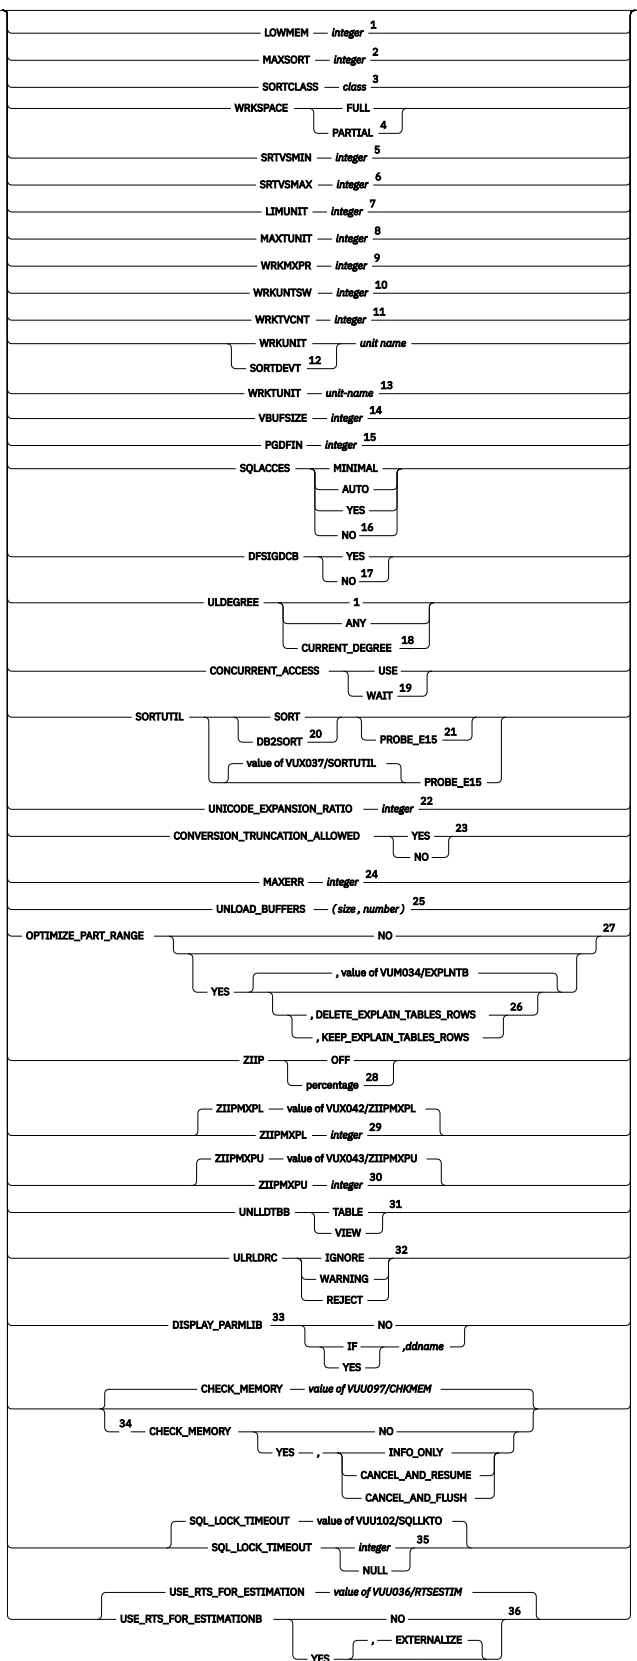 LOWMEM integer 1
MAXSORT integer 2
SORTCLASS class 3
WRKSPACE FULL
PARTIAL 4
SRTVSMIN integer 5
SRTVSMAX integer 6
LIMUNIT integer 7
MAXTUNIT integer 8
WRKMXPR integer 9
WRKUNTSW integer 10
WRKTVCNT integer 11
WRKUNIT unit name
SORTDEVT 12
WRKTUNIT unit-name 13
VBUFSIZE integer 14
PGDFIN integer 15
SQLACCES MINIMAL
AUTO
YES
NO 16
DFSIGDCB YES
NO 17
ULDEGREE 1
ANY
CURRENT_DEGREE 18
CONCURRENT_ACCESS USE
WAIT 19
SORTUTIL SORT
DB2SORT 20 PROBE_E15 21
value of VUX037/SORTUTIL
PROBE_E15
UNICODE_EXPANSION_RATIO integer 22
CONVERSION_TRUNCATION_ALLOWED YES 23
NO
MAXERR integer 24
UNLOAD_BUFFERS ( size , number ) 25
OPTIMIZE_PART_RANGE NO 27
, value of VUM034/EXPLNTB
YES
, DELETE_EXPLAIN_TABLES_ROWS 26
, KEEP_EXPLAIN_TABLES_ROWS
ZIIP OFF
percentage 28
ZIIPMXPL value of VUX042/ZIIPMXPL
ZIIPMXPL integer 29
ZIIPMXPU value of VUX043/ZIIPMXPU
ZIIPMXPU integer 30
UNLLDTBB TABLE 31
VIEW
ULRLDRC IGNORE 32
WARNING
REJECT
DISPLAY_PARMLIB 33 NO
IF ,ddname
YES
CHECK_MEMORY value of VUU097/CHKMEM
34 CHECK_MEMORY NO
YES , INFO_ONLY
CANCEL_AND_RESUME
CANCEL_AND_FLUSH
SQL_LOCK_TIMEOUT value of VUU102/SQLLKTO
SQL_LOCK_TIMEOUT integer 35
NULL
USE_RTS_FOR_ESTIMATION value of VUU036/RTSESTIM
USE_RTS_FOR_ESTIMATIONB NO 36
, EXTERNALIZE
YES